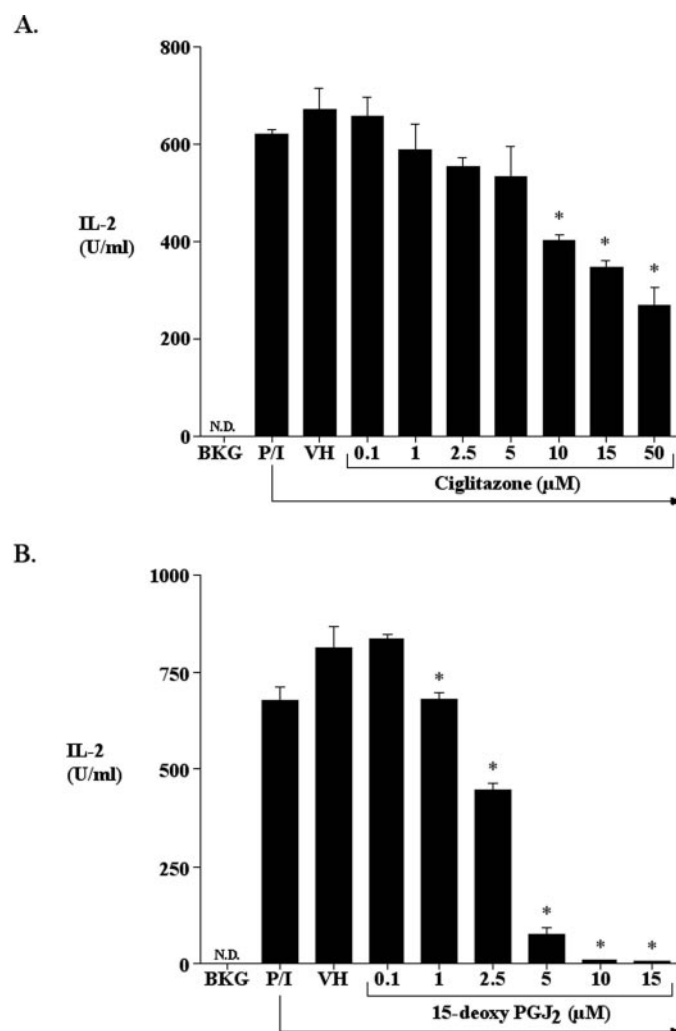 A.
800
600
IL-2
(U/ml)
400
* * *
200
N.D.
0
BKG P/I VH 0.1 1 2.5 5 10 15 50
Ciglitazone (µM)
B.
1000
750
*
IL-2
(U/ml)
*
500
250
* * *
N.D.
0
BKG P/I VH 0.1 1 2.5 5 10 15
15-deoxy PGJ2 (µM)